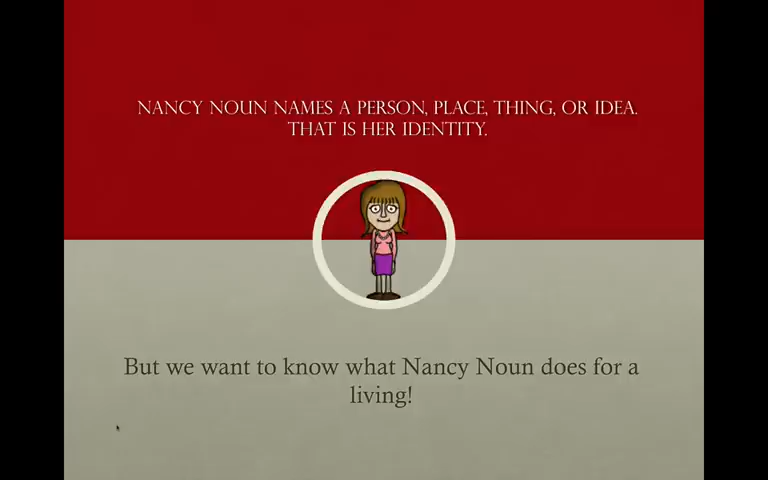 NANCY NOUN NAMES A PERSON, PLACE, THING, OR IDEA.
THAT IS HER IDENTITY.
But we want to know what Nancy Noun does for a
living!